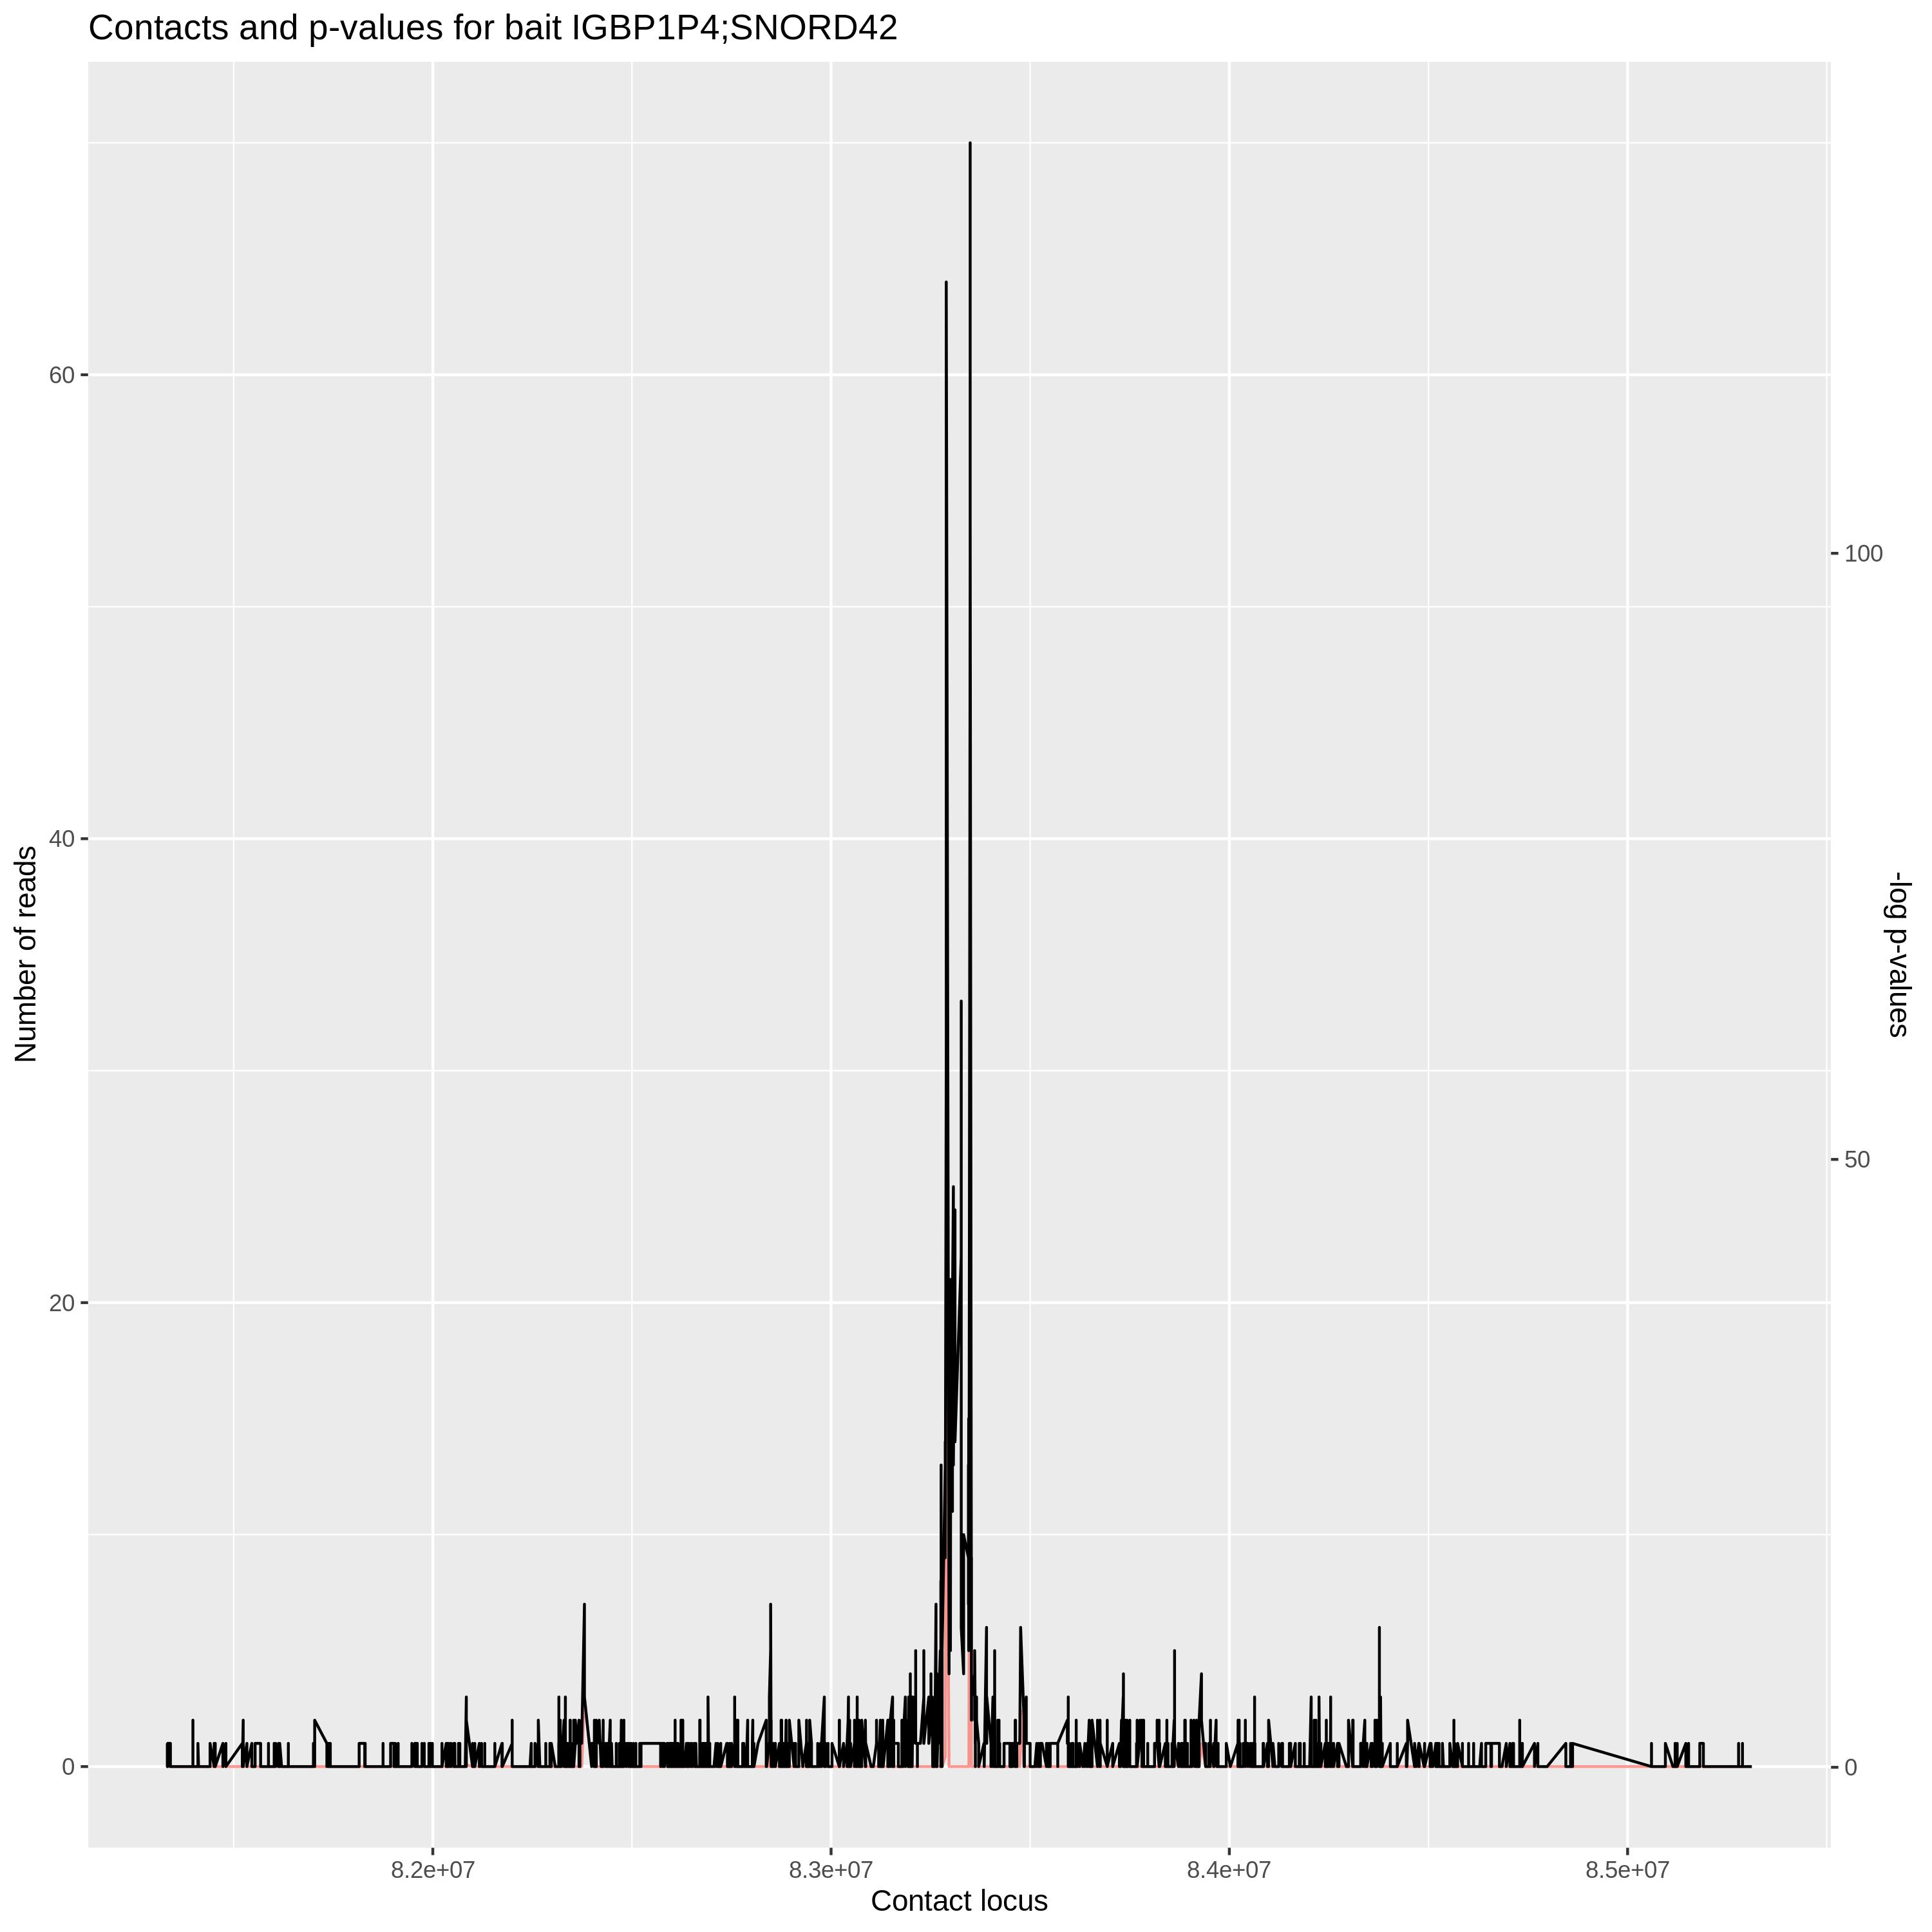 Contacts and p-values for bait IGBP1P4;SNORD42
60
40
20
0
Number of reads
100
50
0
-log p-values
8.2e+07
8.3e+07
8.4e+07
8.5e+07
Contact locus